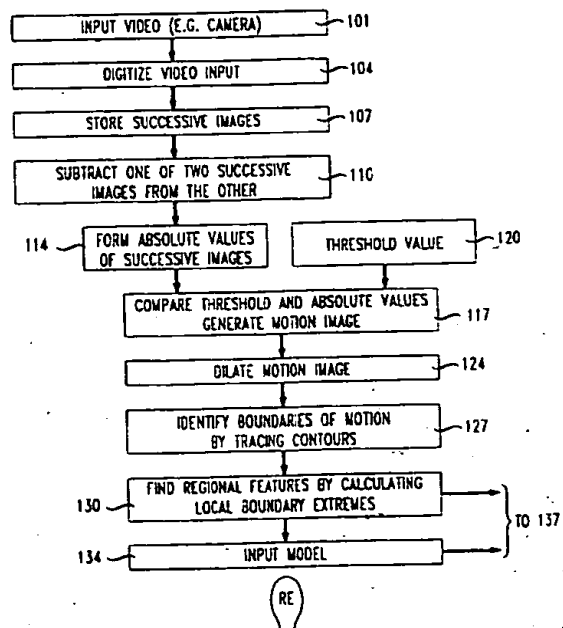 INPUT VIDEO (E.G. CAMERA)
101
DIGITIZE VIDEO INPUT
104
STORE SUCCESSIVE IMAGES
107
SUBTRACT ONE OF TWO SUCCESSIVE
IMAGES FROM THE OTHER
110
114
FORM ABSOLUTE VALUES
OF SUCCESSIVE IMAGES
THRESHOLD VALUE
120
COMPARE THRESHOLD AND ABSOLUTE VALUES
GENERATE MOTION IMAGE
117
DILATE MOTION IMAGE
124
IDENTIFY BOUNDARIES OF MOTION
BY TRACING CONTOURS
127
FIND REGIONAL FEATURES BY CALCULATING
LOCAL BOUNDARY EXTREMES
130
TO 137
INPUT MODEL
134
RE